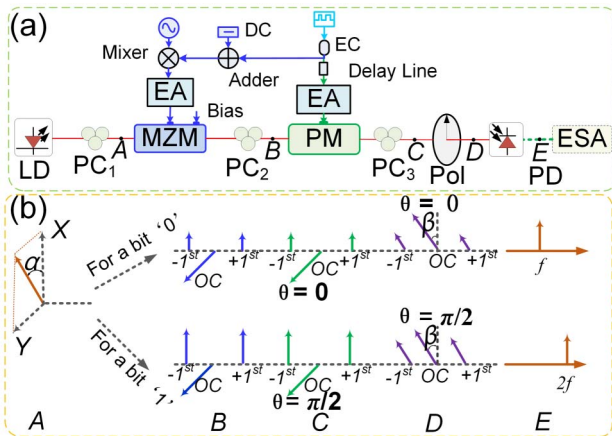 (a)
DC
EC
Mixer
Adder
Delay Line
EA
Bias
EA
LD
PC1
A
MZM
PC2
B
PM
PC3
C
Pol
D
PD
E
ESA
(b)
X
α
Y
For a bit ‘0’
-1st
OC
+1st
-1st
OC
+1st
θ = 0
θ = 0
β
-1st
OC
+1st
f
For a bit ‘1’
-1st
OC
+1st
-1st
OC
+1st
θ = π/2
θ = π/2
β
-1st
OC
+1st
2f
A
B
C
D
E